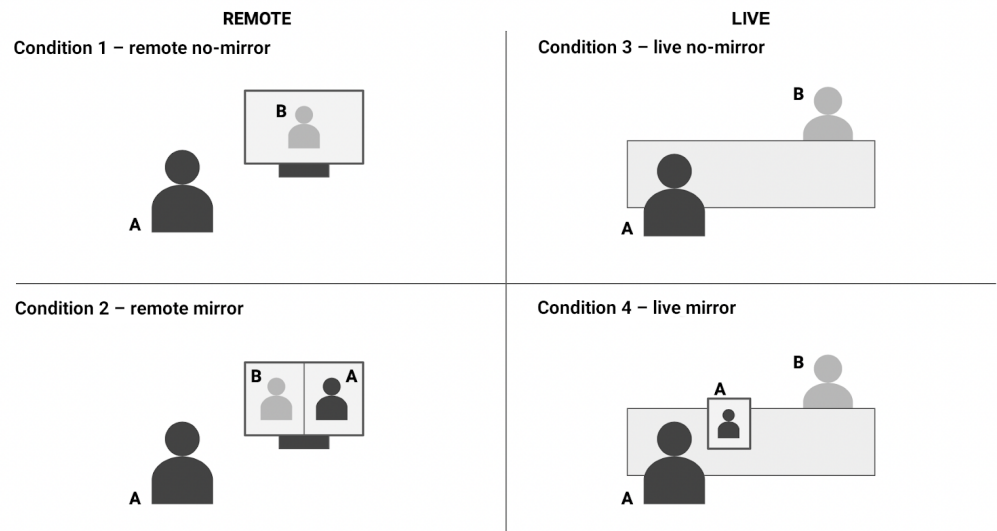 REMOTE
LIVE
Condition 1 – remote no-mirror
Condition 3 – live no-mirror
B
A
B
A
Condition 2 – remote mirror
Condition 4 – live mirror
B
A
A
B
A
A